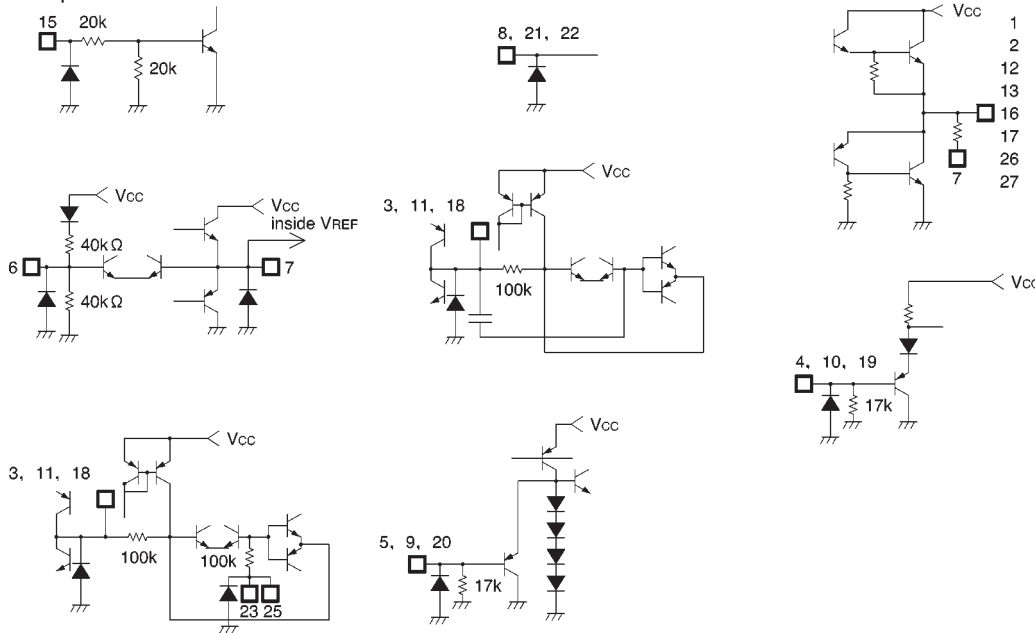 15
20k
20k
8, 21, 22
Vcc
1
2
12
13
16
17
26
27
7
Vcc
40kΩ
6
40kΩ
Vcc
inside VREF
7
Vcc
3, 11, 18
100k
Vcc
4, 10, 19
17k
Vcc
3, 11, 18
100k
100k
23 25
Vcc
5, 9, 20
17k